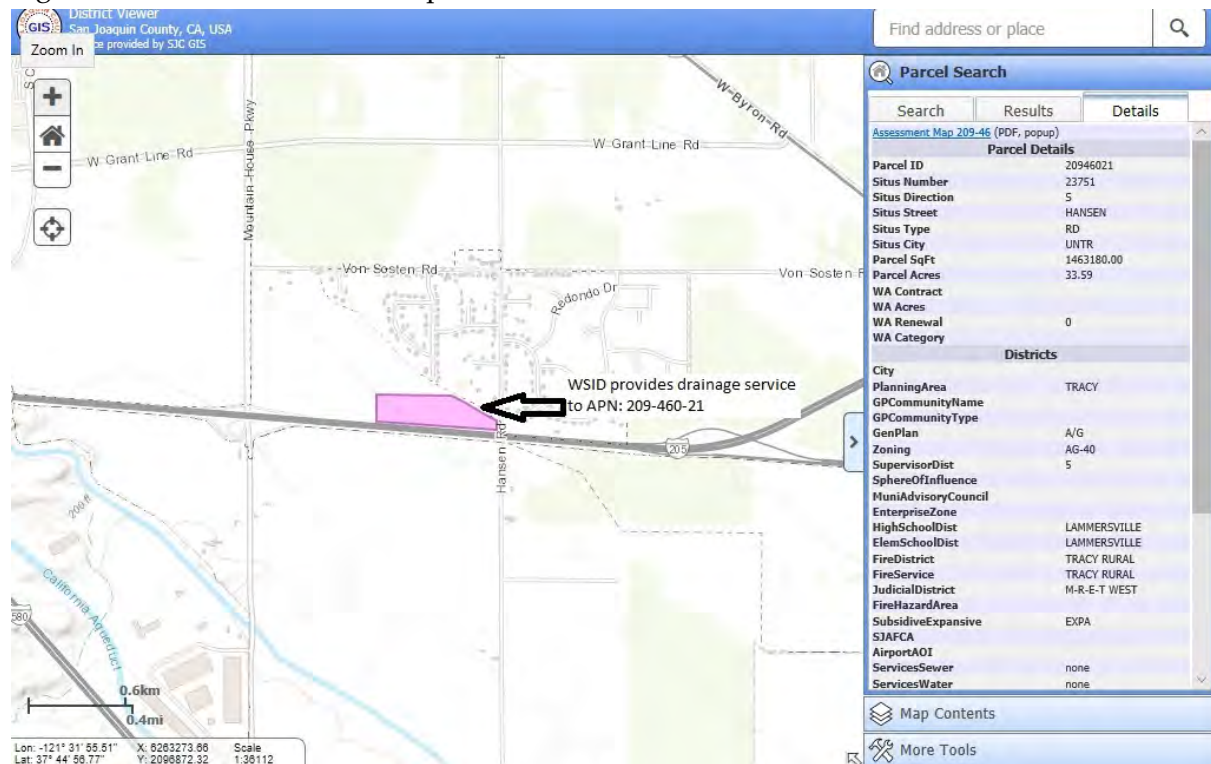 District Viewer
GIS
San Joaquin County, CA, USA
provided by SJC GIS
Zoom In
Find address or place
Parcel Search
Search Results Details
Assessment Map 209-46 (PDF, popup)
Parcel Details
Parcel ID 20946021
Situs Number 23751
Situs Direction S
Situs Street HANSEN
Situs Type RD
Situs City UNTR
Parcel SqFt 1463180.00
Parcel Acres 33.59
WA Contract
WA Acres
WA Renewal 0
WA Category
Districts
City
PlanningArea TRACY
GPCommunityName
GPCommunityType
GenPlan A/G
Zoning AG-40
SupervisorDist 5
SphereOfInfluence
MuniAdvisoryCouncil
EnterpriseZone
HighSchoolDist LAMMERSVILLE
ElemSchoolDist LAMMERSVILLE
FireDistrict TRACY RURAL
FireService TRACY RURAL
JudicialDistrict M-R-E-T WEST
FireHazardArea
SubsidiveExpansive EXPA
SJAFCA
AirportAOI
ServicesSewer none
ServicesWater none
Map Contents
More Tools
W-Byron-Rd
W Grant Line Rd
W Grant Line Rd
Mountain House Pkwy
Von-Sosten Rd
Von Sosten R
Redondo Dr
WSID provides drainage service
to APN: 209-460-21
205
Hansen Rd
200ft
California Aqueduct
580
0.6km
0.4mi
Lon: -121° 31' 55.51" X: 6263273.66 Scale
Lat: 37° 44' 56.77" Y: 2096872.32 1:36112